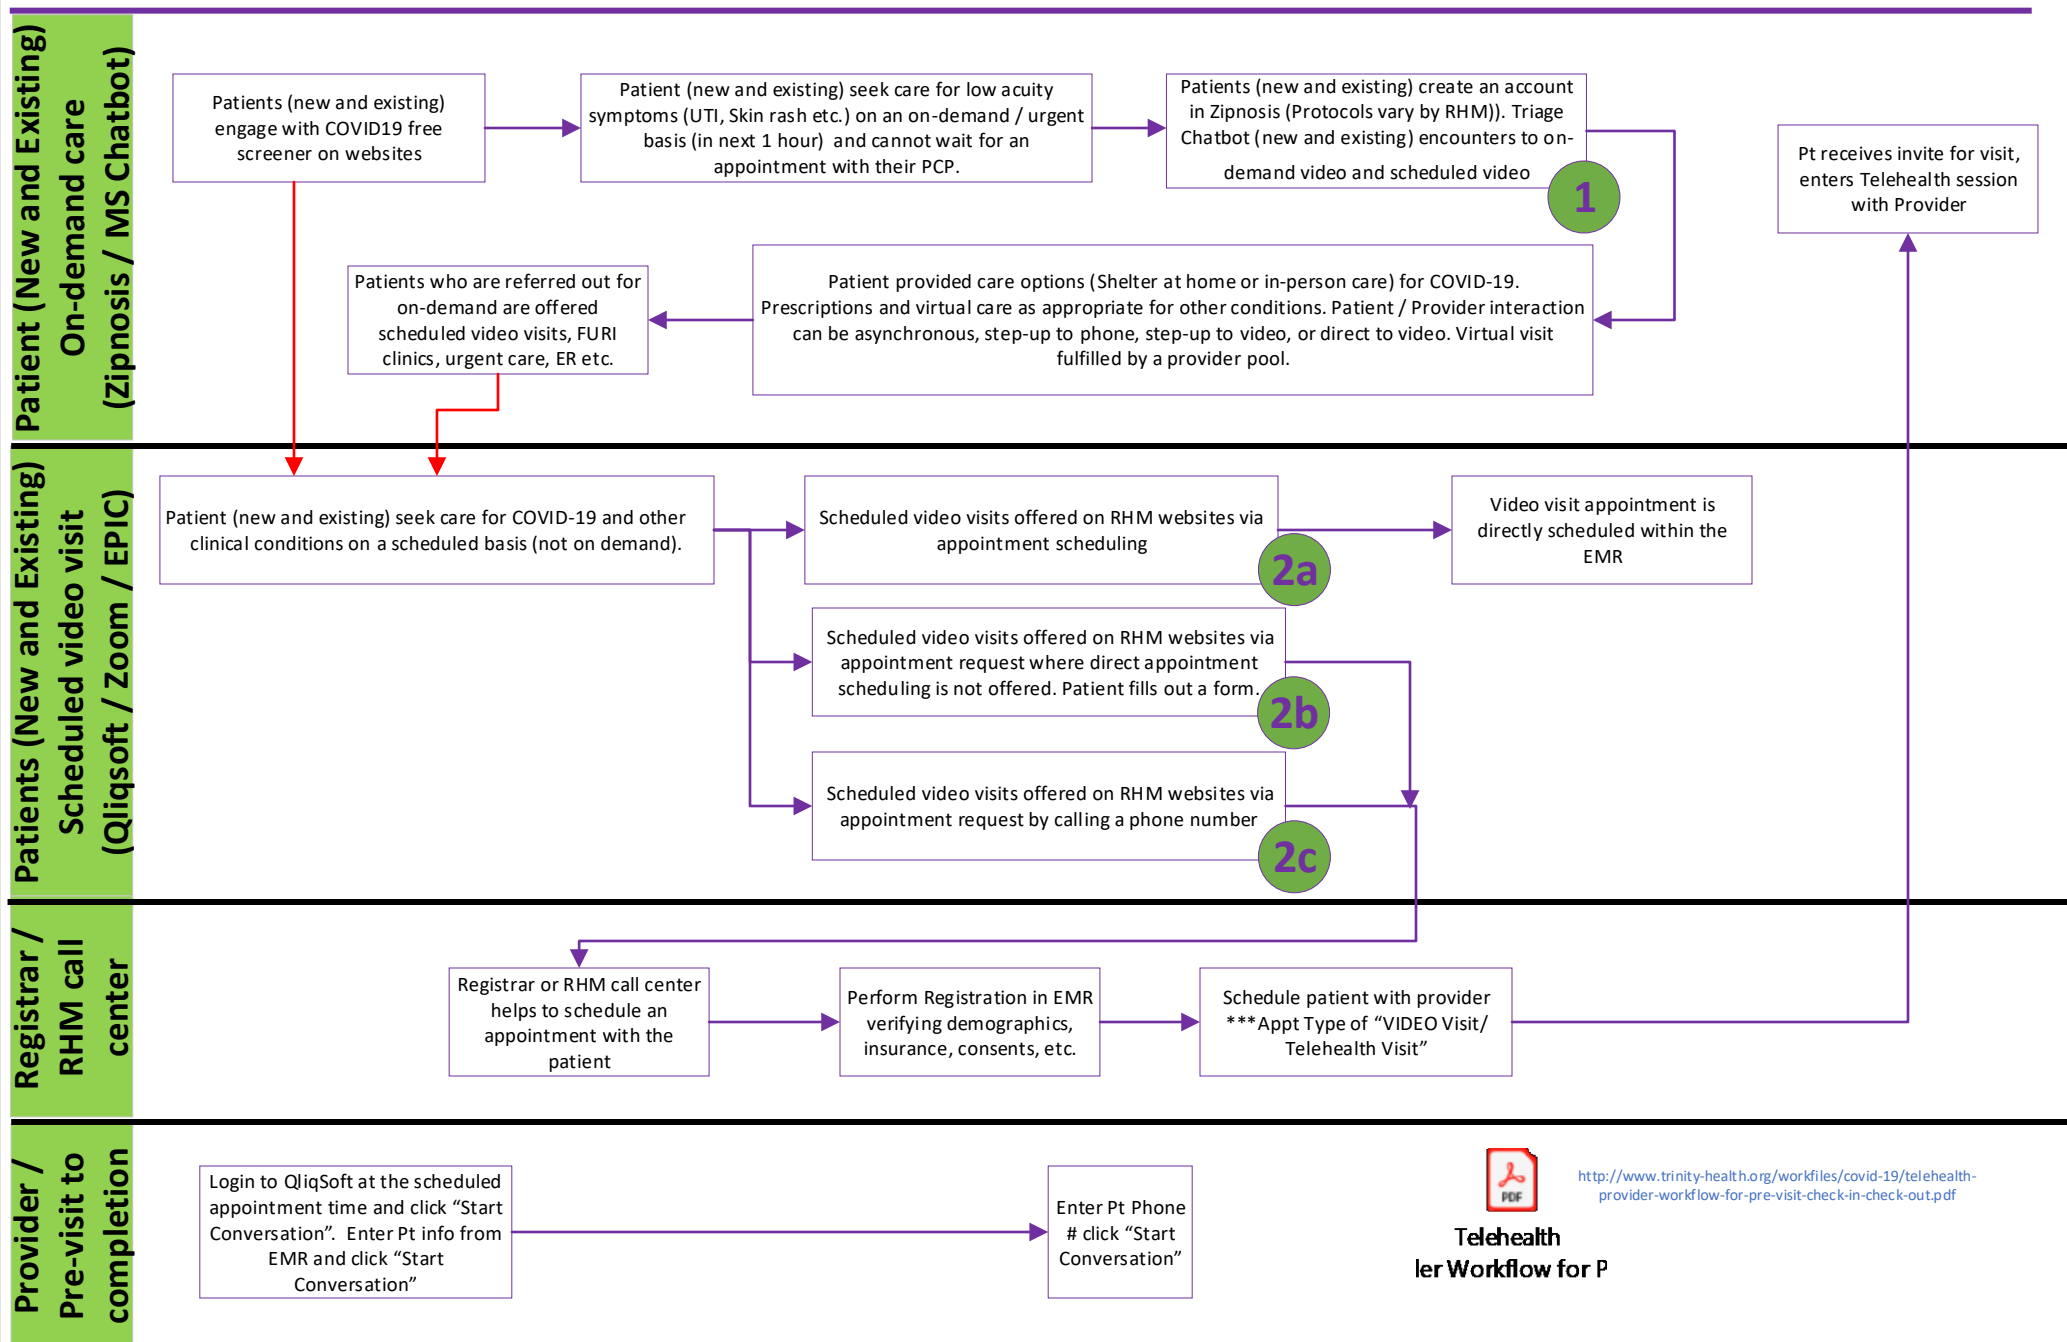 Patient (New and Existing)
On-demand care
(Zipnosis / MS Chatbot)
Patients (new and existing)
engage with COVID19 free
screener on websites
Patient (new and existing) seek care for low acuity
symptoms (UTI, Skin rash etc.) on an on-demand / urgent
basis (in next 1 hour) and cannot wait for an
appointment with their PCP.
Patients (new and existing) create an account
in Zipnosis (Protocols vary by RHM)). Triage
Chatbot (new and existing) encounters to on-
demand video and scheduled video
1
Pt receives invite for visit,
enters Telehealth session
with Provider
Patients who are referred out for
on-demand are offered
scheduled video visits, FURI
clinics, urgent care, ER etc.
Patient provided care options (Shelter at home or in-person care) for COVID-19.
Prescriptions and virtual care as appropriate for other conditions. Patient / Provider interaction
can be asynchronous, step-up to phone, step-up to video, or direct to video. Virtual visit
fulfilled by a provider pool.
Patients (New and Existing)
Scheduled video visit
(Qliqsoft / Zoom / EPIC)
Patient (new and existing) seek care for COVID-19 and other
clinical conditions on a scheduled basis (not on demand).
Scheduled video visits offered on RHM websites via
appointment scheduling
2a
Video visit appointment is
directly scheduled within the
EMR
Scheduled video visits offered on RHM websites via
appointment request where direct appointment
scheduling is not offered. Patient fills out a form.
2b
Scheduled video visits offered on RHM websites via
appointment request by calling a phone number
2c
Registrar /
RHM call
center
Registrar or RHM call center
helps to schedule an
appointment with the
patient
Perform Registration in EMR
verifying demographics,
insurance, consents, etc.
Schedule patient with provider
***Appt Type of “VIDEO Visit/
Telehealth Visit”
Provider /
Pre-visit to
completion
Login to QliqSoft at the scheduled
appointment time and click “Start
Conversation”. Enter Pt info from
EMR and click “Start
Conversation”
Enter Pt Phone
# click “Start
Conversation”
PDF
Telehealth
ler Workflow for P
http://www.trinity-health.org/workfiles/covid-19/telehealth-
provider-workflow-for-pre-visit-check-in-check-out.pdf